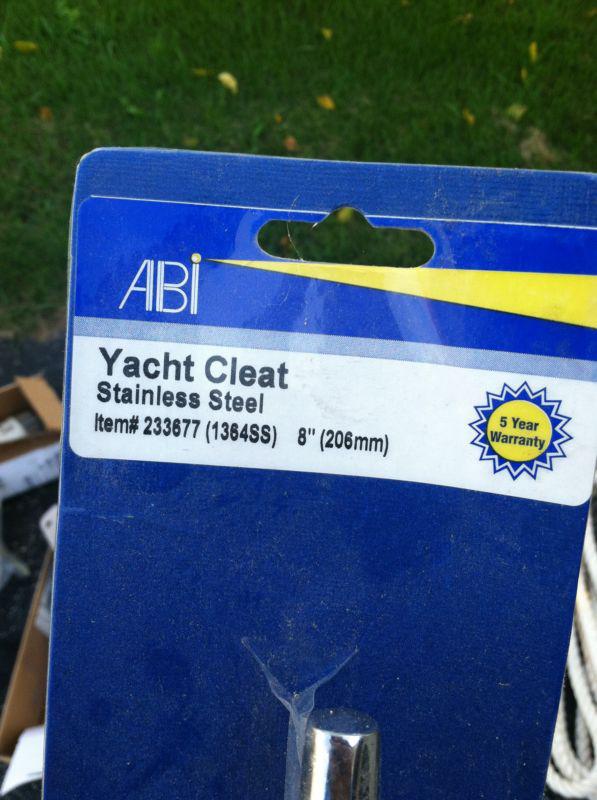 ABi
Yacht Cleat
Stainless Steel
Item# 233677 (1364SS) 8" (206mm)
5 Year
Warranty